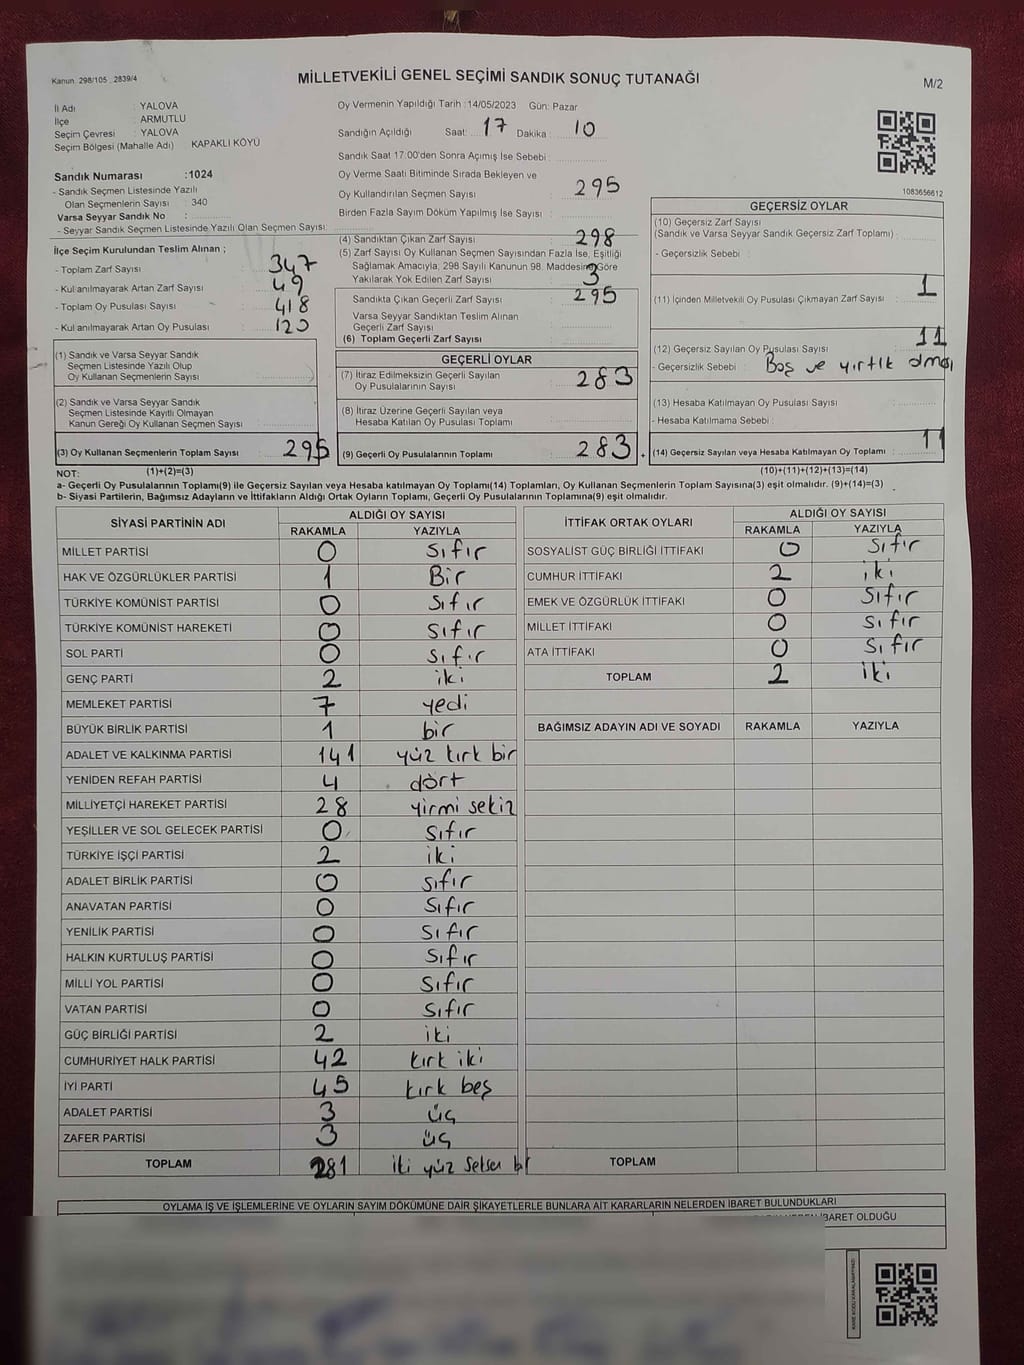 Kanun. 298/105 . 2839/4
MİLLETVEKİLİ GENEL SEÇİMİ SANDIK SONUÇ TUTANAĞI
M/2
İl Adı : YALOVA
İlçe : ARMUTLU
Seçim Çevresi : YALOVA
Seçim Bölgesi (Mahalle Adı) KAPAKLI KÖYÜ
Oy Vermenin Yapıldığı Tarih :14/05/2023 Gün: Pazar
Sandığın Açıldığı Saat: 17 Dakika 10
Sandık Saat 17:00'den Sonra Açımış İse Sebebi :
Sandık Numarası :1024
- Sandık Seçmen Listesinde Yazılı
Olan Seçmenlerin Sayısı : 340
Varsa Seyyar Sandık No :
- Seyyar Sandık Seçmen Listesinde Yazılı Olan Seçmen Sayısı:
Oy Verme Saati Bitiminde Sırada Bekleyen ve
Oy Kullandırılan Seçmen Sayısı : 295
Birden Fazla Sayım Döküm Yapılmış İse Sayısı :
1083656612
İlçe Seçim Kurulundan Teslim Alınan ;
- Toplam Zarf Sayısı : 347
- Kullanılmayarak Artan Zarf Sayısı : 49
- Toplam Oy Pusulası Sayısı : 418
- Kullanılmayarak Artan Oy Pusulası :
(4) Sandıktan Çıkan Zarf Sayısı : 298
(5) Zarf Sayısı Oy Kullanan Seçmen Sayısından Fazla İse, Eşitliği
Sağlamak Amacıyla, 298 Sayılı Kanunun 98. Maddesine Göre
Yakılarak Yok Edilen Zarf Sayısı : 3
Sandıkta Çıkan Geçerli Zarf Sayısı : 295
Varsa Seyyar Sandıktan Teslim Alınan
Geçerli Zarf Sayısı :
(6) Toplam Geçerli Zarf Sayısı :
GEÇERSİZ OYLAR
(10) Geçersiz Zarf Sayısı
(Sandık ve Varsa Seyyar Sandık Geçersiz Zarf Toplamı) :
- Geçersizlik Sebebi :
(11) İçinden Milletvekili Oy Pusulası Çıkmayan Zarf Sayısı : 1
(12) Geçersiz Sayılan Oy Pusulası Sayısı : 11
- Geçersizlik Sebebi : Boş ve yırtık olması
(13) Hesaba Katılmayan Oy Pusulası Sayısı :
- Hesaba Katılmama Sebebi :
(14) Geçersiz Sayılan veya Hesaba Katılmayan Oy Toplamı : 11
(10)+(11)+(12)+(13)=(14)
(1) Sandık ve Varsa Seyyar Sandık
Seçmen Listesinde Yazılı Olup
Oy Kullanan Seçmenlerin Sayısı :
(2) Sandık ve Varsa Seyyar Sandık
Seçmen Listesinde Kayıtlı Olmayan
Kanun Gereği Oy Kullanan Seçmen Sayısı :
(3) Oy Kullanan Seçmenlerin Toplam Sayısı : 295
GEÇERLİ OYLAR
(7) İtiraz Edilmeksizin Geçerli Sayılan
Oy Pusulalarının Sayısı : 283
(8) İtiraz Üzerine Geçerli Sayılan veya
Hesaba Katılan Oy Pusulası Toplamı :
(9) Geçerli Oy Pusulalarının Toplamı : 283
NOT: (1)+(2)=(3)
a- Geçerli Oy Pusulalarının Toplamı(9) ile Geçersiz Sayılan veya Hesaba katılmayan Oy Toplamı(14) Toplamları, Oy Kullanan Seçmenlerin Toplam Sayısına(3) eşit olmalıdır. (9)+(14)=(3)
b- Siyasi Partilerin, Bağımsız Adayların ve İttifakların Aldığı Ortak Oyların Toplamı, Geçerli Oy Pusulalarının Toplamına(9) eşit olmalıdır.
SİYASİ PARTİNİN ADI ALDIĞI OY SAYISI
RAKAMLA YAZIYLA
MİLLET PARTİSİ 0 Sıfır
HAK VE ÖZGÜRLÜKLER PARTİSİ 1 Bir
TÜRKİYE KOMÜNİST PARTİSİ 0 Sıfır
TÜRKİYE KOMÜNİST HAREKETİ 0 Sıfır
SOL PARTİ 0 Sıfır
GENÇ PARTİ 2 iki
MEMLEKET PARTİSİ 7 yedi
BÜYÜK BİRLİK PARTİSİ 1 bir
ADALET VE KALKINMA PARTİSİ 141 yüz kırk bir
YENİDEN REFAH PARTİSİ 4 dört
MİLLİYETÇİ HAREKET PARTİSİ 28 yirmi sekiz
YEŞİLLER VE SOL GELECEK PARTİSİ 0 Sıfır
TÜRKİYE İŞÇİ PARTİSİ 2 iki
ADALET BİRLİK PARTİSİ 0 Sıfır
ANAVATAN PARTİSİ 0 Sıfır
YENİLİK PARTİSİ 0 Sıfır
HALKIN KURTULUŞ PARTİSİ 0 Sıfır
MİLLİ YOL PARTİSİ 0 Sıfır
VATAN PARTİSİ 0 Sıfır
GÜÇ BİRLİĞİ PARTİSİ 2 iki
CUMHURİYET HALK PARTİSİ 42 kırk iki
İYİ PARTİ 45 kırk beş
ADALET PARTİSİ 3 üç
ZAFER PARTİSİ 3 üç
TOPLAM 281 iki yüz seksen bir
İTTİFAK ORTAK OYLARI ALDIĞI OY SAYISI
RAKAMLA YAZIYLA
SOSYALİST GÜÇ BİRLİĞİ İTTİFAKI 0 Sıfır
CUMHUR İTTİFAKI 2 iki
EMEK VE ÖZGÜRLÜK İTTİFAKI 0 Sıfır
MİLLET İTTİFAKI 0 Sıfır
ATA İTTİFAKI 0 Sıfır
TOPLAM 2 iki
BAĞIMSIZ ADAYIN ADI VE SOYADI RAKAMLA YAZIYLA
TOPLAM
OYLAMA İŞ VE İŞLEMLERİNE VE OYLARIN SAYIM DÖKÜMÜNE DAİR ŞİKAYETLERLE BUNLARA AİT KARARLARIN NELERDEN İBARET BULUNDUKLARI
İBARET OLDUĞU